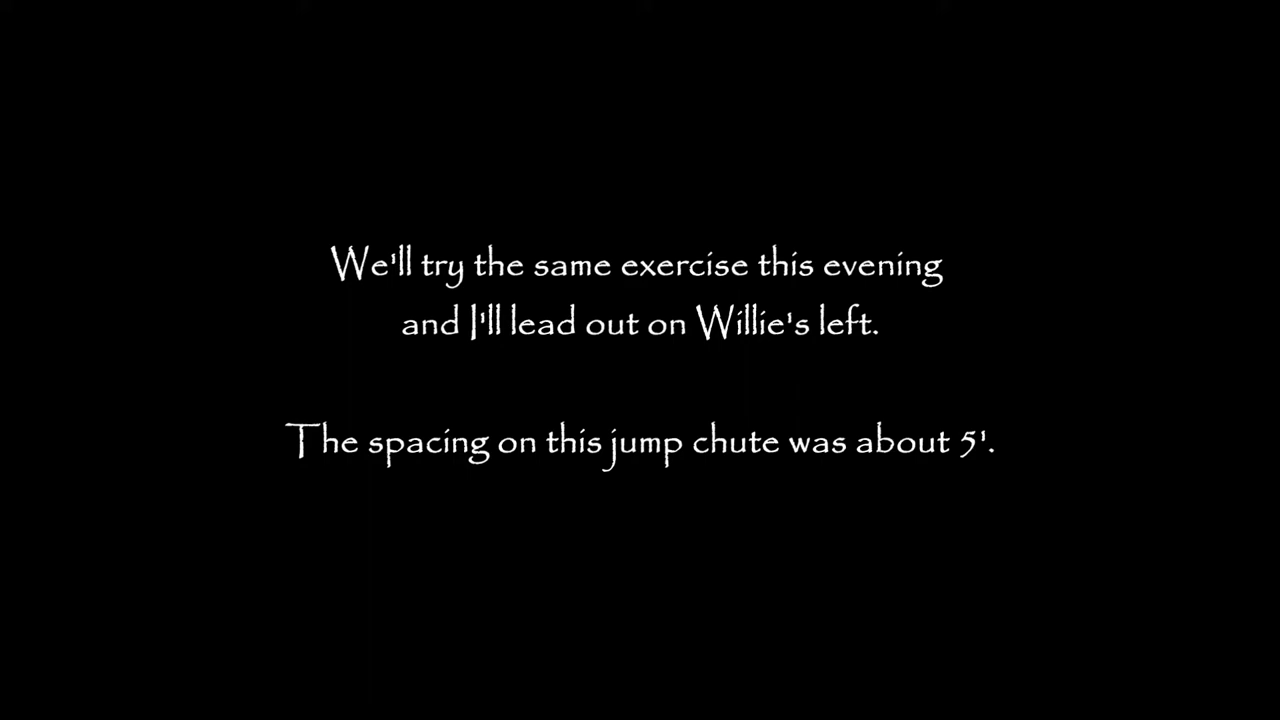 We'll try the same exercise this evening
and I'll lead out on Willie's left.
The spacing on this jump chute was about 5'.